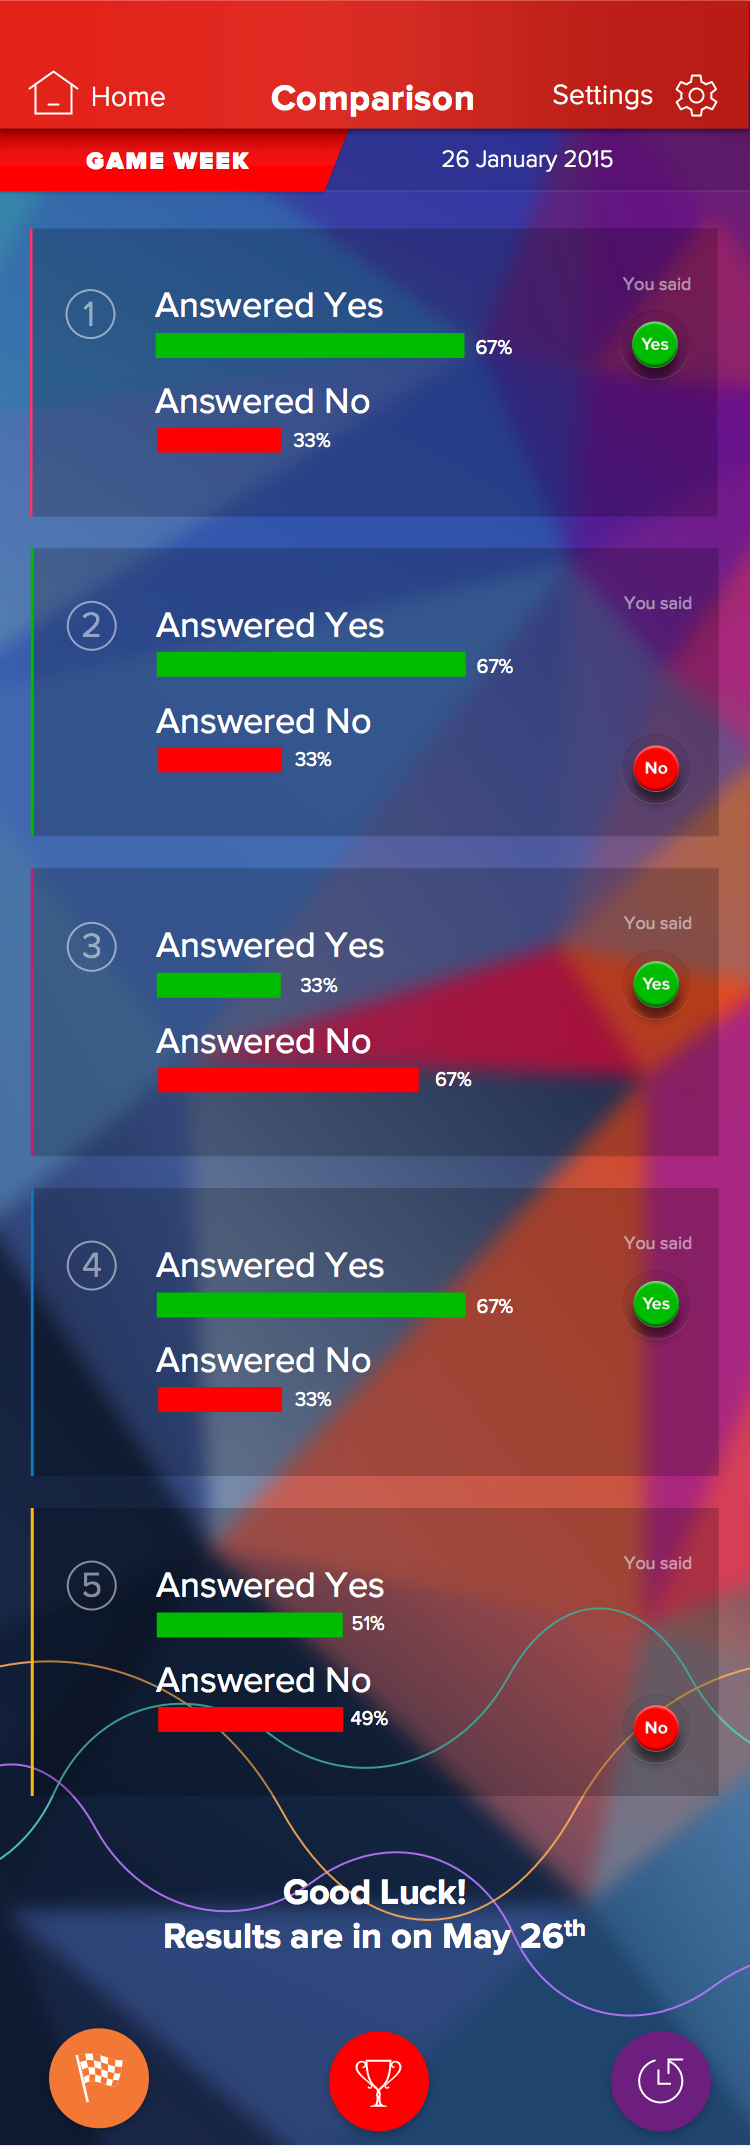 Home
Comparison
Settings
GAME WEEK
26 January 2015
1
Answered Yes
67%
Answered No
33%
You said
Yes
2
Answered Yes
67%
Answered No
33%
You said
No
3
Answered Yes
33%
Answered No
67%
You said
Yes
4
Answered Yes
67%
Answered No
33%
You said
Yes
5
Answered Yes
51%
Answered No
49%
You said
No
Good Luck!
Results are in on May 26th